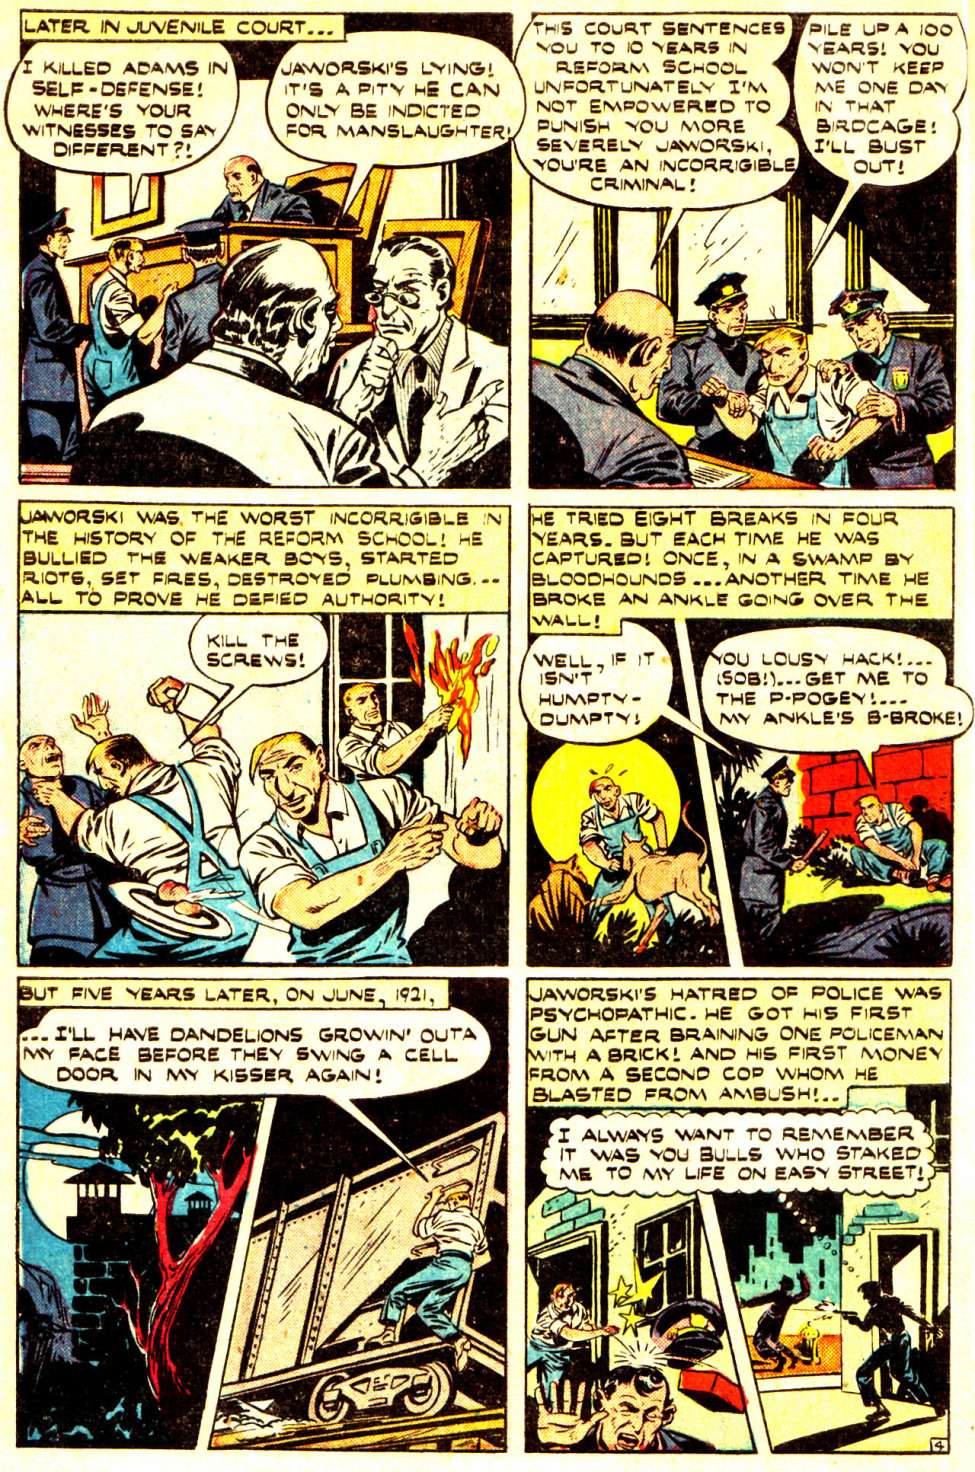 LATER IN JUVENILE COURT...
I KILLED ADAMS IN
SELF-DEFENSE!
WHERE'S YOUR
WITNESSES TO SAY
DIFFERENT?!
JAWORSKI'S LYING!
IT'S A PITY HE CAN
ONLY BE INDICTED
FOR MANSLAUGHTER!
THIS COURT SENTENCES
YOU TO 10 YEARS IN
REFORM SCHOOL
UNFORTUNATELY I'M
NOT EMPOWERED TO
PUNISH YOU MORE
SEVERELY JAWORSKI,
YOU'RE AN INCORRIGIBLE
CRIMINAL!
PILE UP A 100
YEARS! YOU
WON'T KEEP
ME ONE DAY
IN THAT
BIRDCAGE!
I'LL BUST
OUT!
JAWORSKI WAS THE WORST INCORRIGIBLE IN
THE HISTORY OF THE REFORM SCHOOL! HE
BULLIED THE WEAKER BOYS, STARTED
RIOTS, SET FIRES, DESTROYED PLUMBING...
ALL TO PROVE HE DEFIED AUTHORITY!
KILL THE
SCREWS!
HE TRIED EIGHT BREAKS IN FOUR
YEARS. BUT EACH TIME HE WAS
CAPTURED! ONCE, IN A SWAMP BY
BLOODHOUNDS...ANOTHER TIME HE
BROKE AN ANKLE GOING OVER THE
WALL!
WELL, IF IT
ISN'T
HUMPTY-
DUMPTY!
YOU LOUSY HACK!...
(SOB!)...GET ME TO
THE P-POGEY!...
MY ANKLE'S B-BROKE!
BUT FIVE YEARS LATER, ON JUNE, 1921,
...I'LL HAVE DANDELIONS GROWIN' OUTA
MY FACE BEFORE THEY SWING A CELL
DOOR IN MY KISSER AGAIN!
JAWORSKI'S HATRED OF POLICE WAS
PSYCHOPATHIC. HE GOT HIS FIRST
GUN AFTER BRAINING ONE POLICEMAN
WITH A BRICK! AND HIS FIRST MONEY
FROM A SECOND COP WHOM HE
BLASTED FROM AMBUSH!...
I ALWAYS WANT TO REMEMBER
IT WAS YOU BULLS WHO STAKED
ME TO MY LIFE ON EASY STREET!
4